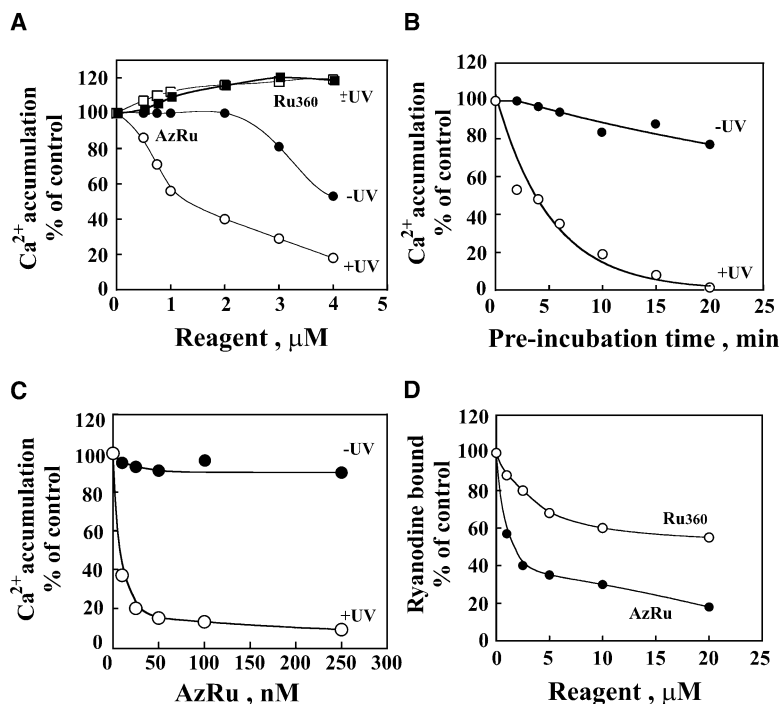 A
Ca2+ accumulation
% of control
120
100
80
60
40
20
0
0
1
2
3
4
5
Reagent , µM
Ru360
±UV
AzRu
-UV
+UV
B
Ca2+ accumulation
% of control
120
100
80
60
40
20
0
0
5
10
15
20
25
Pre-incubation time , min
-UV
+UV
C
Ca2+ accumulation
% of control
120
100
80
60
40
20
0
0
50
100
150
200
250
300
AzRu , nM
-UV
+UV
D
Ryanodine bound
% of control
120
100
80
60
40
20
0
0
5
10
15
20
25
Reagent , µM
Ru360
AzRu